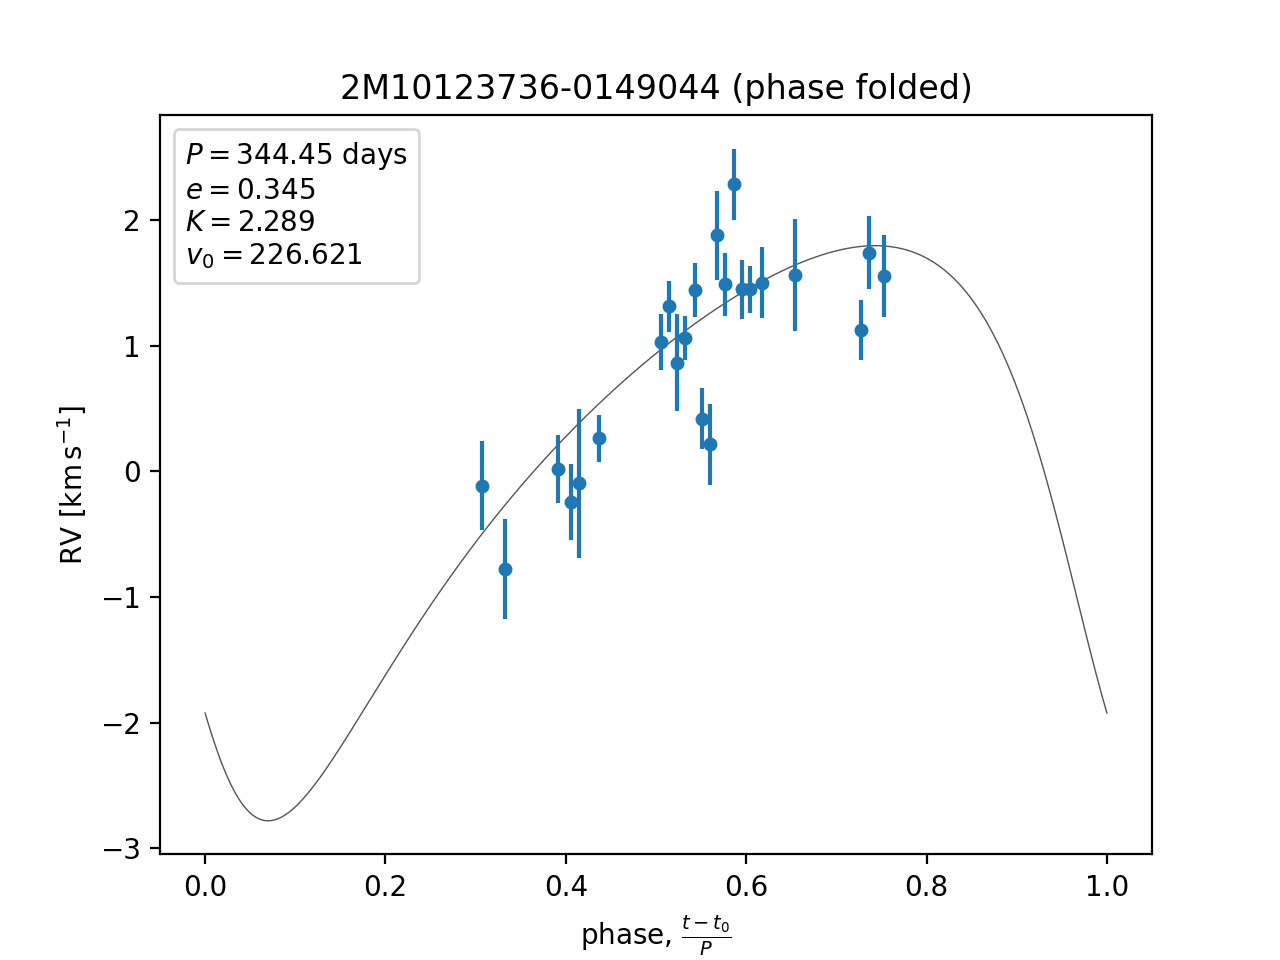 2M10123736-0149044 (phase folded)
P = 344.45 days
e = 0.345
K = 2.289
v₀ = 226.621
RV [km s⁻¹]
2
1
0
−1
−2
−3
0.0 0.2 0.4 0.6 0.8 1.0
phase, (t − t₀)/P